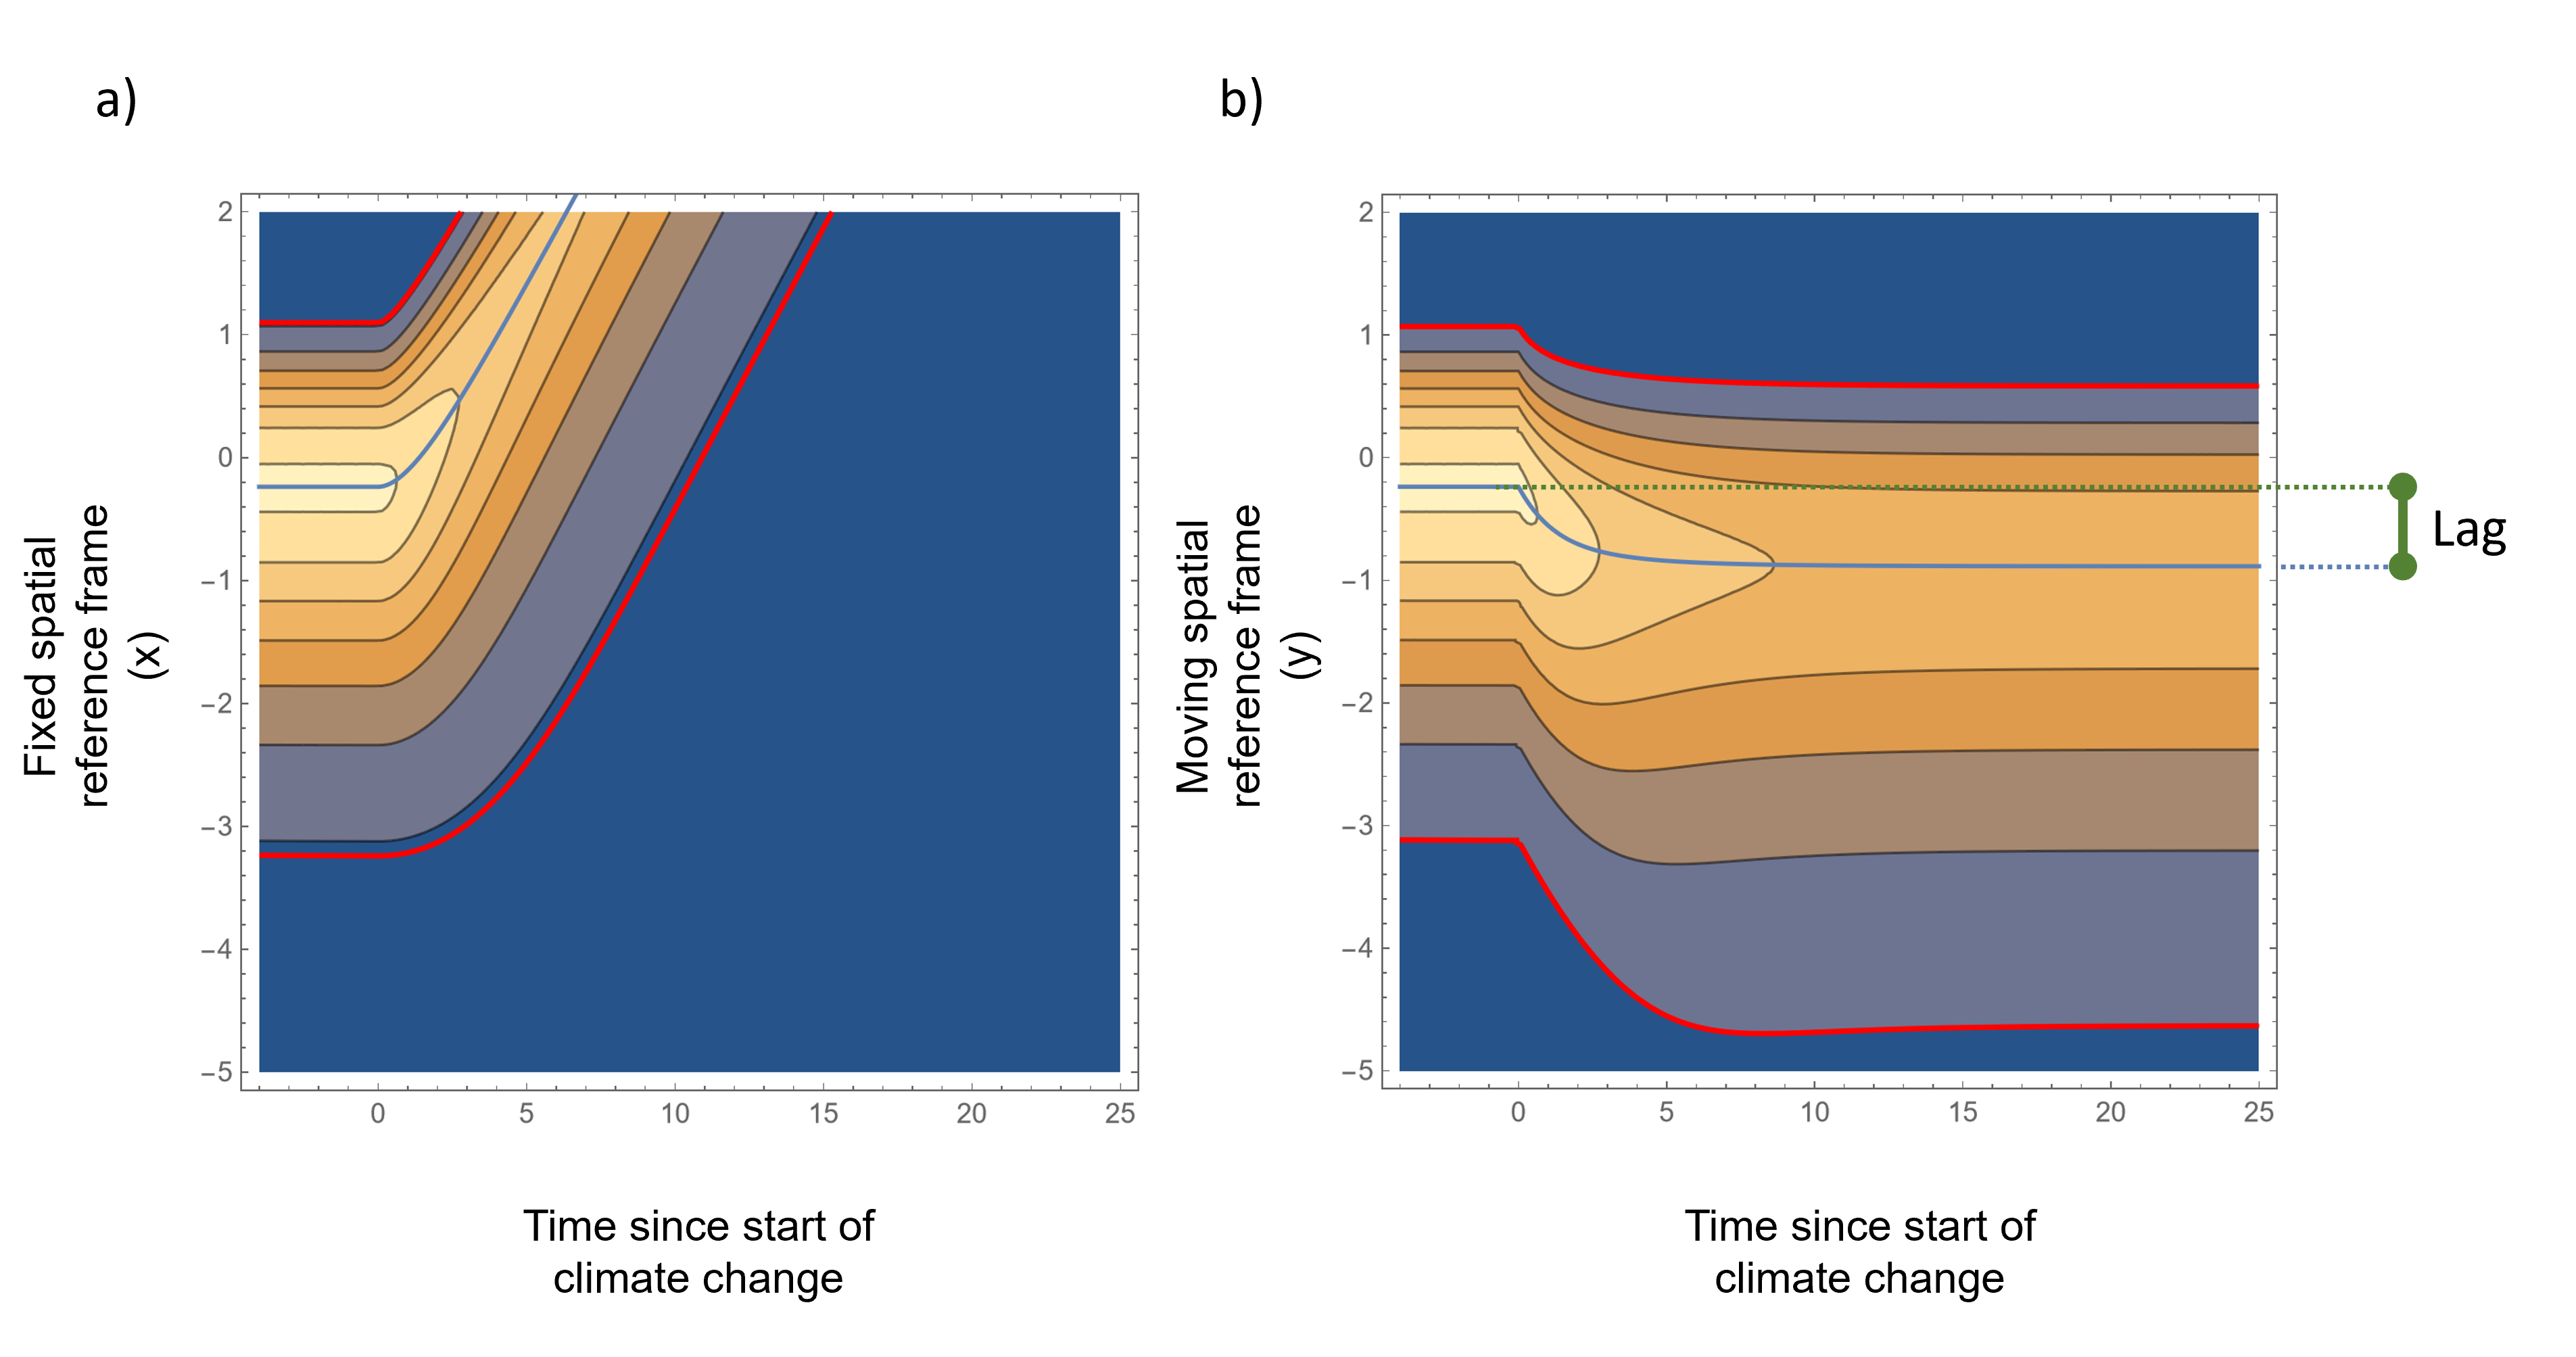 a)
Fixed spatial
reference frame
(x)
2
1
0
−1
−2
−3
−4
−5
0 5 10 15 20 25
Time since start of
climate change
b)
Moving spatial
reference frame
(y)
2
1
0
−1
−2
−3
−4
−5
0 5 10 15 20 25
Time since start of
climate change
Lag